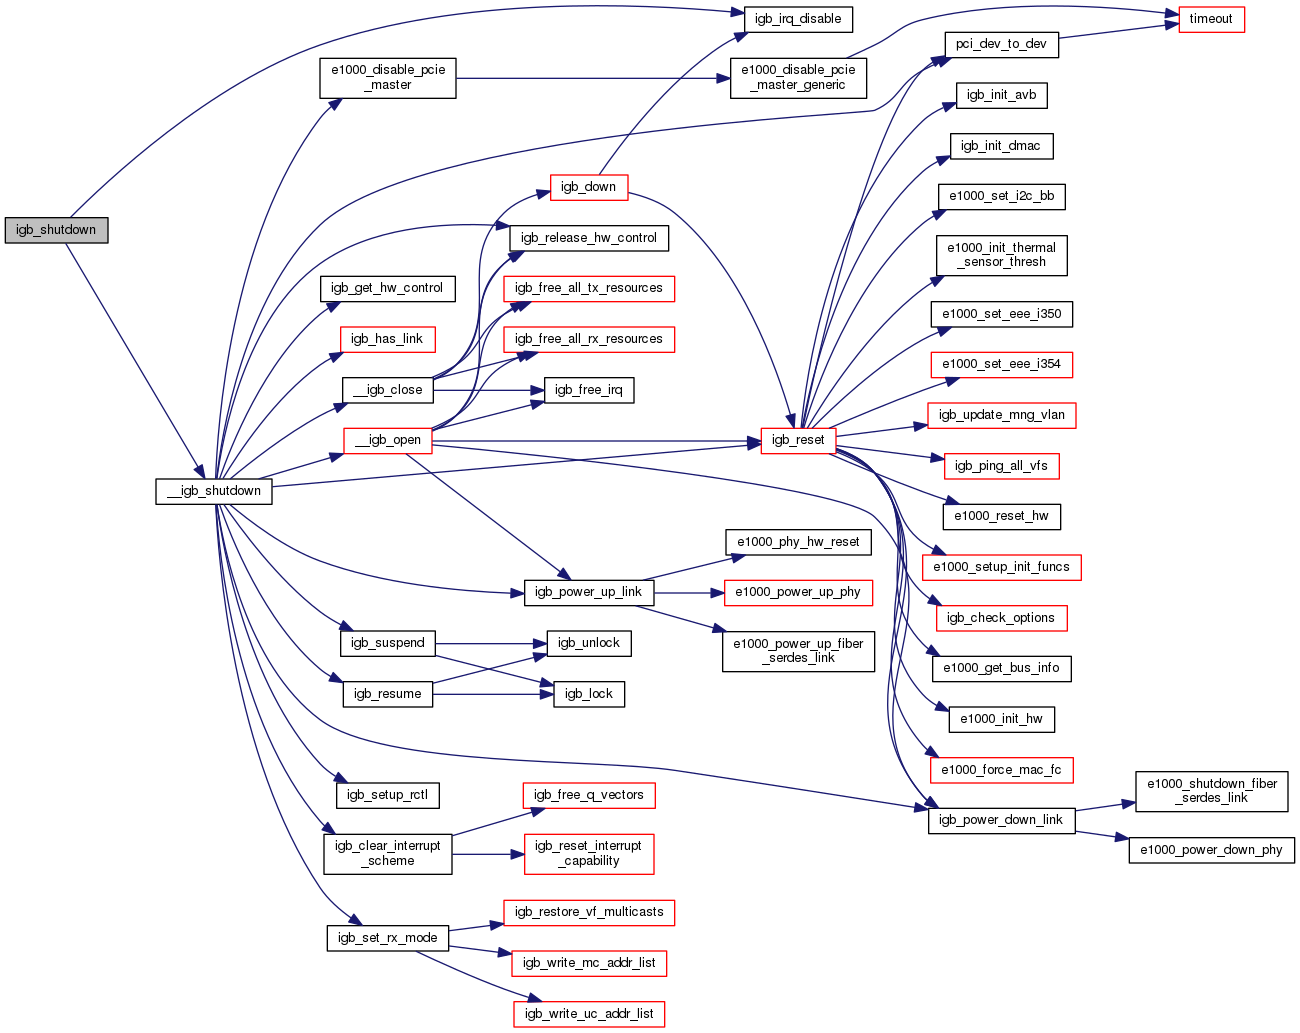 igb_shutdown
__igb_shutdown
igb_irq_disable
timeout
pci_dev_to_dev
e1000_disable_pcie
_master
e1000_disable_pcie
_master_generic
igb_init_avb
igb_init_dmac
igb_down
e1000_set_i2c_bb
igb_release_hw_control
e1000_init_thermal
_sensor_thresh
igb_get_hw_control
igb_free_all_tx_resources
e1000_set_eee_i350
igb_has_link
igb_free_all_rx_resources
e1000_set_eee_i354
__igb_close
igb_free_irq
igb_update_mng_vlan
__igb_open
igb_reset
igb_ping_all_vfs
e1000_reset_hw
e1000_phy_hw_reset
e1000_setup_init_funcs
igb_power_up_link
e1000_power_up_phy
igb_check_options
igb_suspend
igb_unlock
e1000_power_up_fiber
_serdes_link
e1000_get_bus_info
igb_resume
igb_lock
e1000_init_hw
e1000_force_mac_fc
igb_setup_rctl
igb_free_q_vectors
e1000_shutdown_fiber
_serdes_link
igb_power_down_link
igb_clear_interrupt
_scheme
igb_reset_interrupt
_capability
e1000_power_down_phy
igb_restore_vf_multicasts
igb_set_rx_mode
igb_write_mc_addr_list
igb_write_uc_addr_list